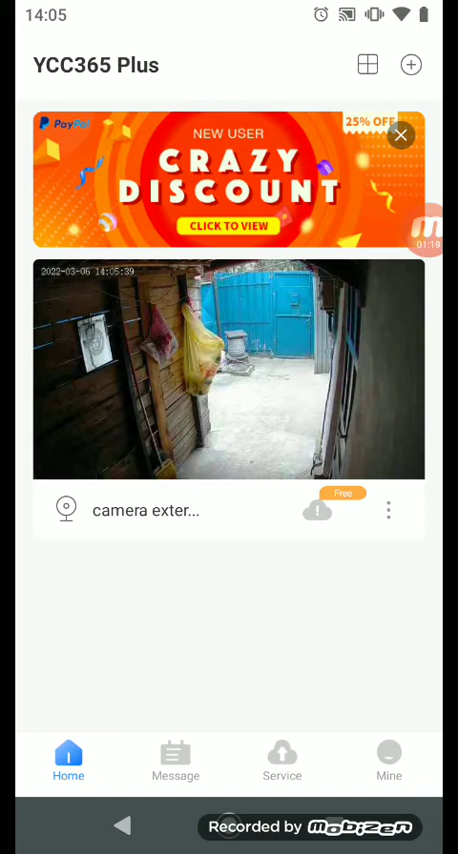 14:05
YCC365 Plus
PayPal
25% OFF
NEW USER
CRAZY
DISCOUNT
CLICK TO VIEW
01:19
2022-03-06 14:05:39
Free
camera exter...
Home
Message
Service
Mine
Recorded by mobizen